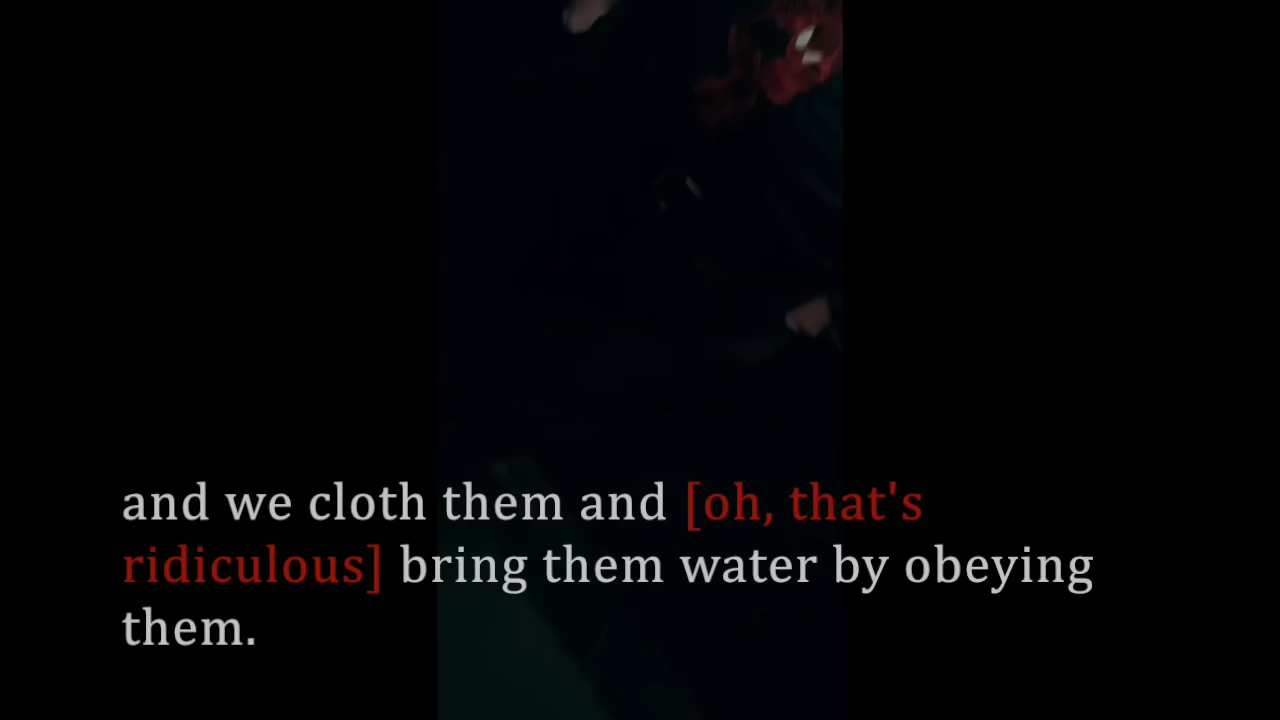 and we cloth them and [oh, that's
ridiculous] bring them water by obeying
them.